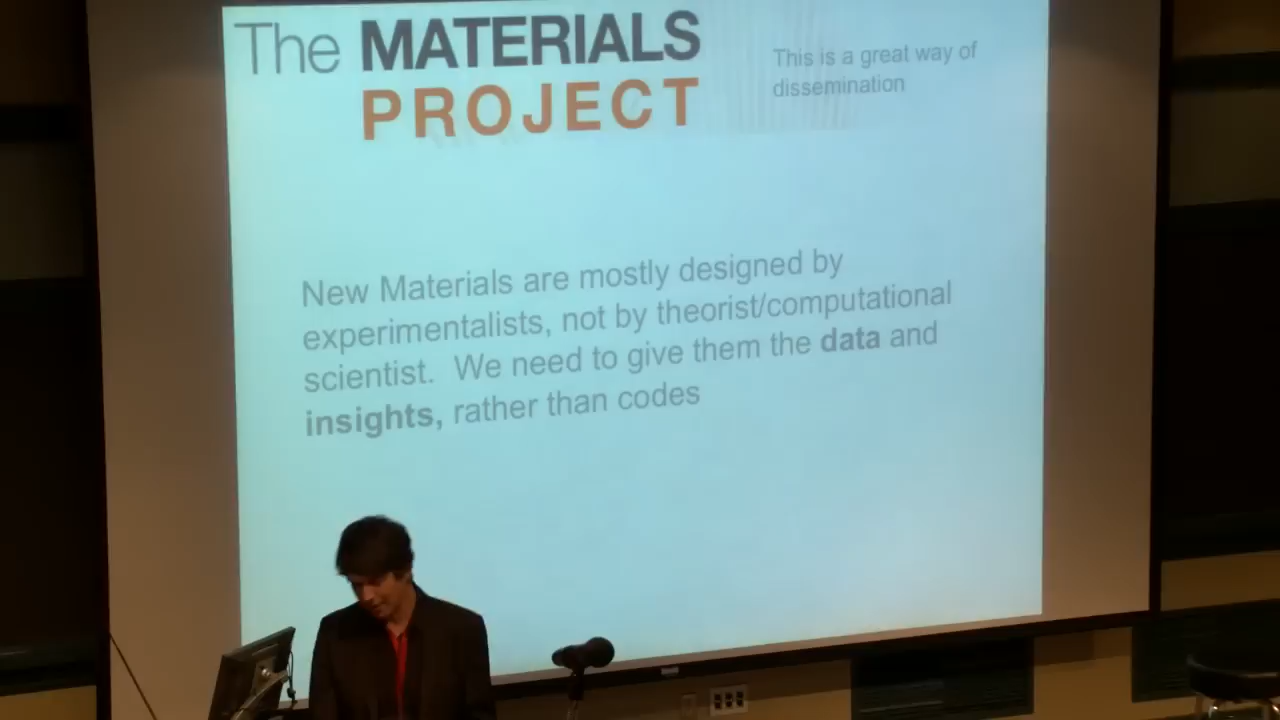 The MATERIALS
PROJECT
This is a great way of
dissemination
New Materials are mostly designed by
experimentalists, not by theorist/computational
scientist. We need to give them the data and
insights, rather than codes